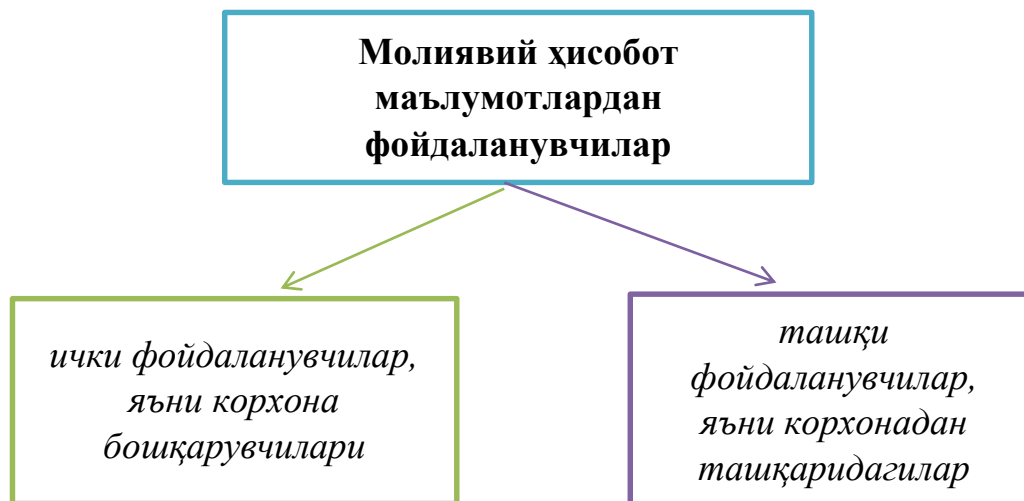 Молиявий ҳисобот
маълумотлардан
фойдаланувчилар
ички фойдаланувчилар,
яъни корхона
бошқарувчилари
ташқи
фойдаланувчилар,
яъни корхонадан
ташқаридагилар